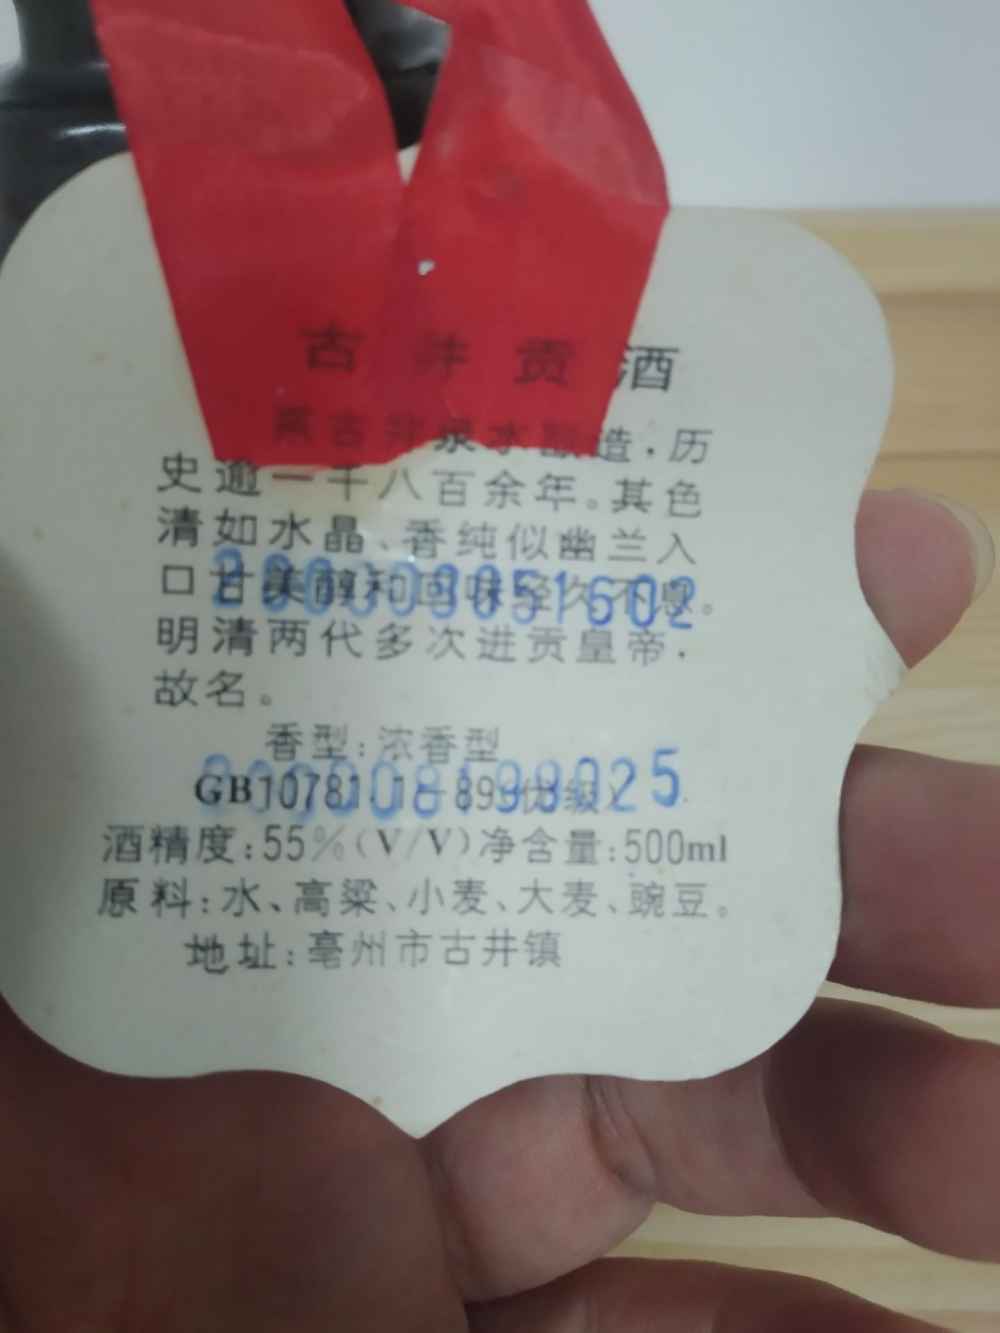 古井贡酒
古井泉水酿造，历
史逾一千八百余年。其色
清如水晶、香纯似幽兰入
口甘美醇和回味经久不息。
200000051602
明清两代多次进贡皇帝，
故名。
香型：浓香型
GB10781.1-89（优级）
酒精度：55%（V/V）净含量：500ml
原料：水、高粱、小麦、大麦、豌豆。
地址：亳州市古井镇